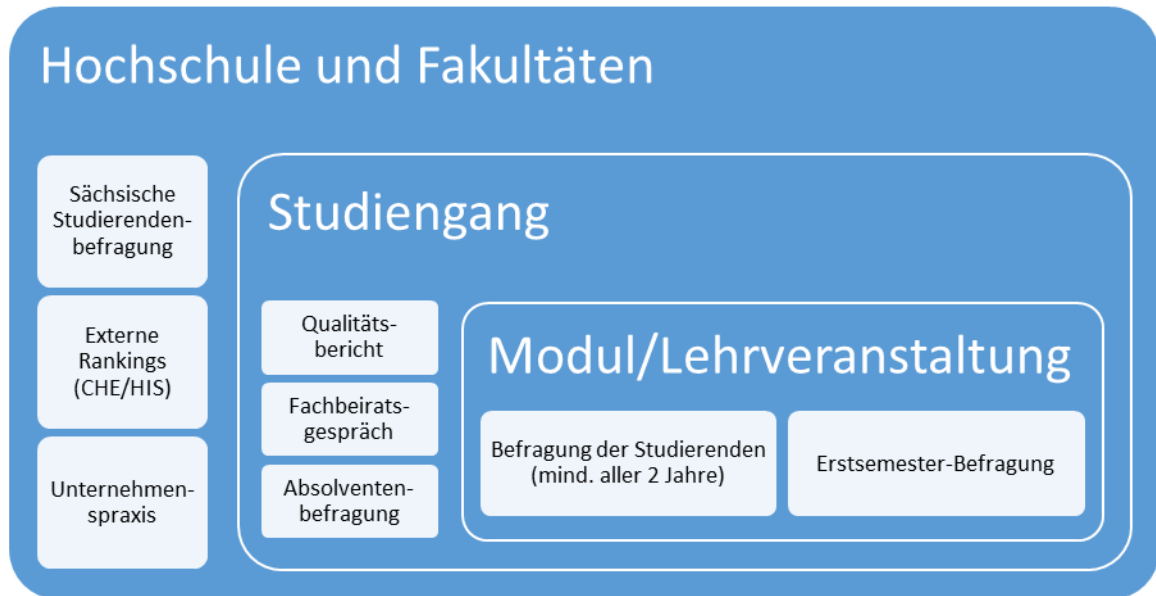 Hochschule und Fakultäten
Sächsische
Studierenden-
befragung
Externe
Rankings
(CHE/HIS)
Unternehmen-
spraxis
Studiengang
Qualitäts-
bericht
Fachbeirats-
gespräch
Absolventen-
befragung
Modul/Lehrveranstaltung
Befragung der Studierenden
(mind. aller 2 Jahre)
Erstsemester-Befragung